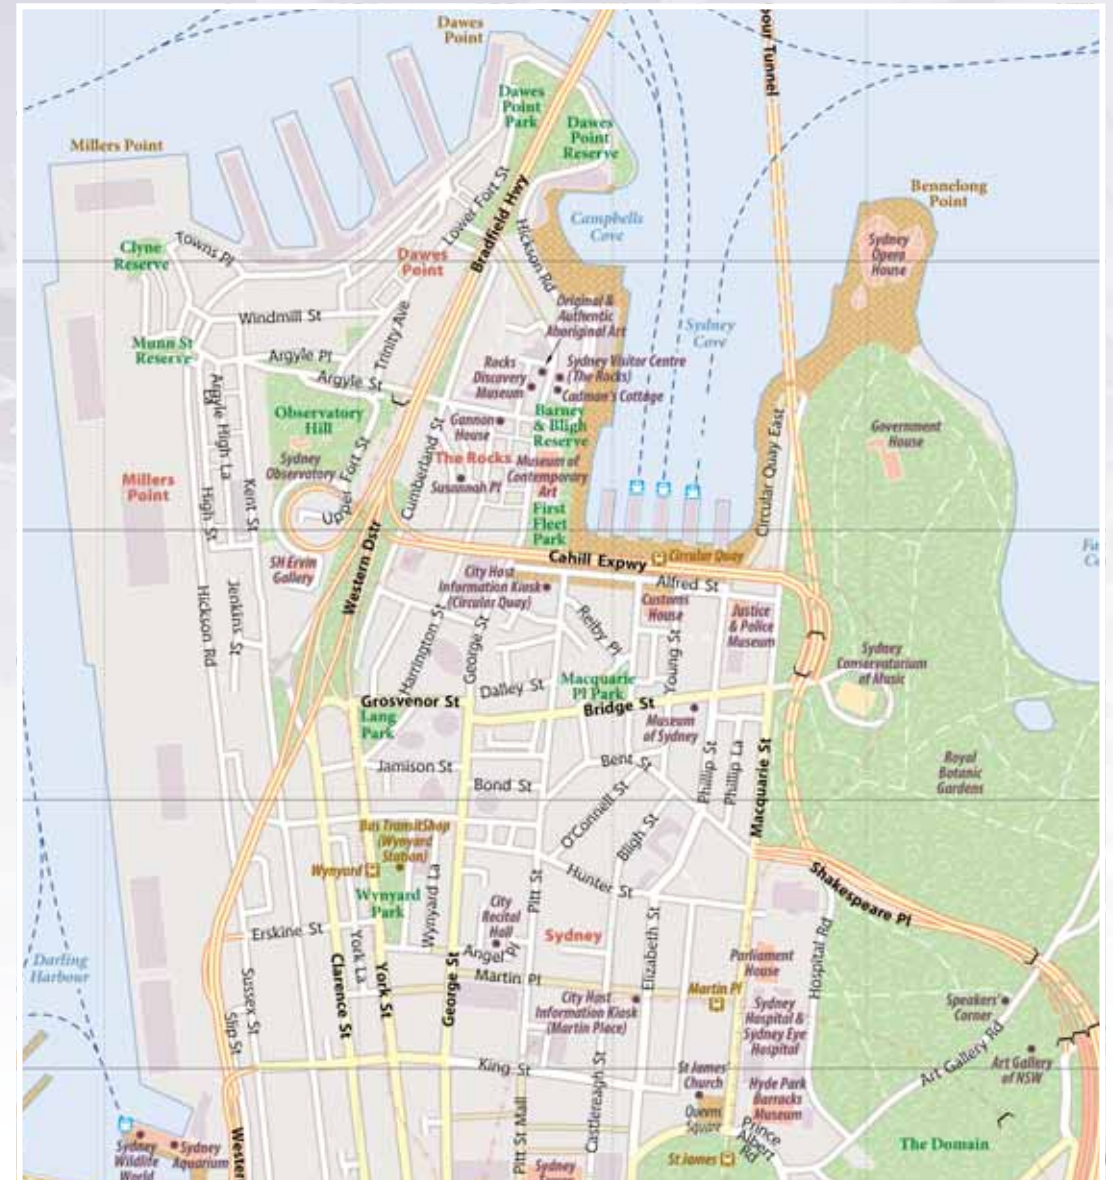 Dawes
Point
our Tunnel
Dawes
Point
Park
Dawes
Point
Reserve
Millers Point
Bennelong
Point
Lower Fort St
Bradfield Hwy
Campbells
Cove
Hickson Rd
Clyne
Reserve
Towns Pl
Dawes
Point
Sydney
Opera
House
Windmill St
Trinity Ave
Original &
Authentic
Aboriginal Art
Sydney
Cove
Munn St
Reserve
Argyle Pl
Argyle St
Rocks
Discovery
Museum
Sydney Visitor Centre
(The Rocks)
Cadman's Cottage
Argyle La
High La
Observatory
Hill
Gannon
House
Barney
& Bligh
Reserve
Government
House
Cumberland St
The Rocks
Museum of
Contemporary
Art
Sydney
Observatory
Upper Fort St
Susannah Pl
Millers
Point
High St
Kent St
First
Fleet
Park
Circular Quay East
Western Dstr
Cahill Expwy
Circular Quay
SH Ervin
Gallery
City Host
Information Kiosk
(Circular Quay)
Alfred St
Customs
House
Justice
& Police
Museum
Hickson Rd
Jenkins St
Harrington St
George St
Reiby Pl
Young St
Sydney
Conservatorium
of Music
Macquarie
Pl Park
Grosvenor St
Dalley St
Bridge St
Lang
Park
Museum
of Sydney
Jamison St
Bent St
Bond St
Phillip St
Phillip La
Macquarie St
Royal
Botanic
Gardens
O'Connell St
Bligh St
Bus TransitShop
(Wynyard
Station)
Wynyard
Wynyard
Park
Wynyard La
Hunter St
Pitt St
Shakespeare Pl
City
Recital
Hall
Erskine St
York La
Angel Pl
Sydney
Elizabeth St
Hospital Rd
Darling
Harbour
Sussex St
Slip St
Clarence St
York St
George St
Martin Pl
Parliament
House
Martin Pl
City Host
Information Kiosk
(Martin Place)
Sydney
Hospital &
Sydney Eye
Hospital
Speakers'
Corner
Art Gallery Rd
Art Gallery
of NSW
King St
Castlereagh St
St James'
Church
Hyde Park
Barracks
Museum
Queens
Square
Pitt St Mall
Prince
Albert
Rd
The Domain
St James
Sydney
Wildlife
World
Sydney
Aquarium
Wester
Sydney